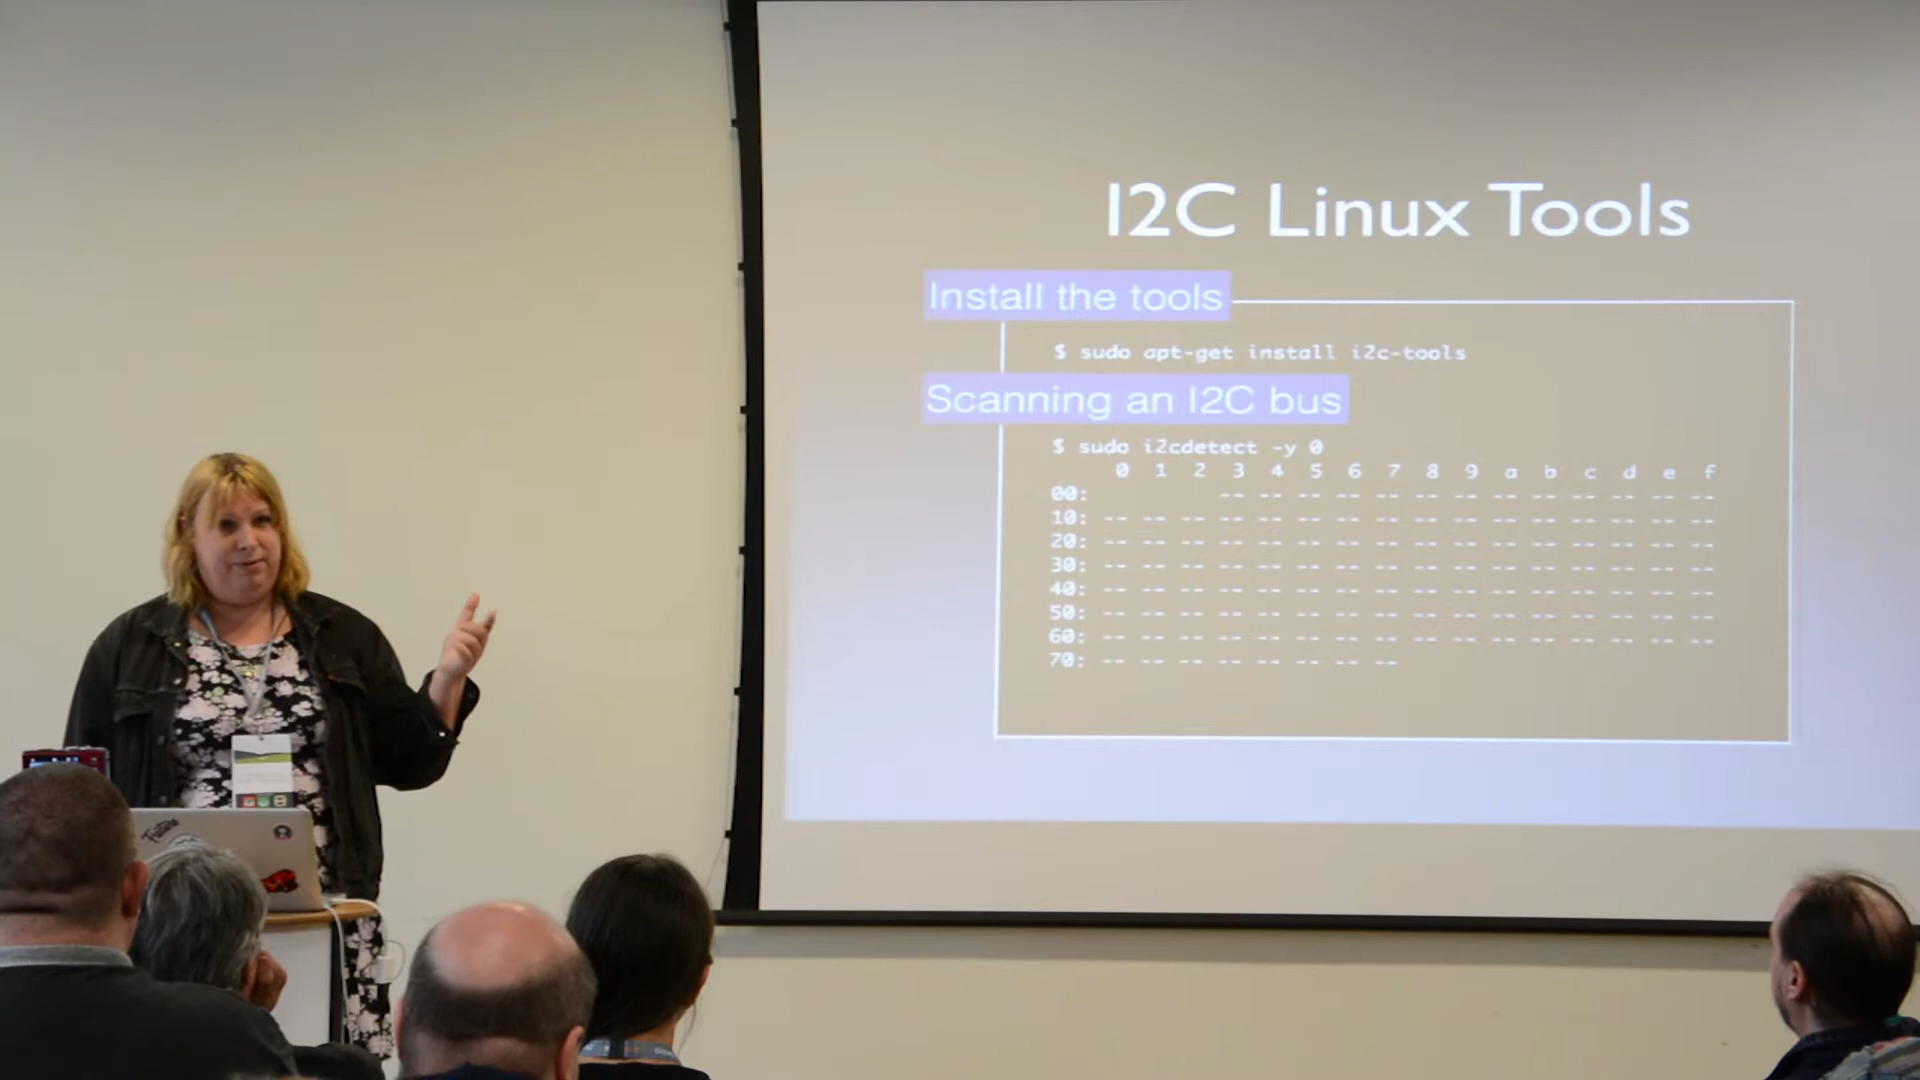 I2C Linux Tools
Install the tools
$ sudo apt-get install i2c-tools
Scanning an I2C bus
$ sudo i2cdetect -y 0
0 1 2 3 4 5 6 7 8 9 a b c d e f
00: -- -- -- -- -- -- -- -- -- -- -- -- --
10: -- -- -- -- -- -- -- -- -- -- -- -- -- -- -- --
20: -- -- -- -- -- -- -- -- -- -- -- -- -- -- -- --
30: -- -- -- -- -- -- -- -- -- -- -- -- -- -- -- --
40: -- -- -- -- -- -- -- -- -- -- -- -- -- -- -- --
50: -- -- -- -- -- -- -- -- -- -- -- -- -- -- -- --
60: -- -- -- -- -- -- -- -- -- -- -- -- -- -- -- --
70: -- -- -- -- -- -- -- --